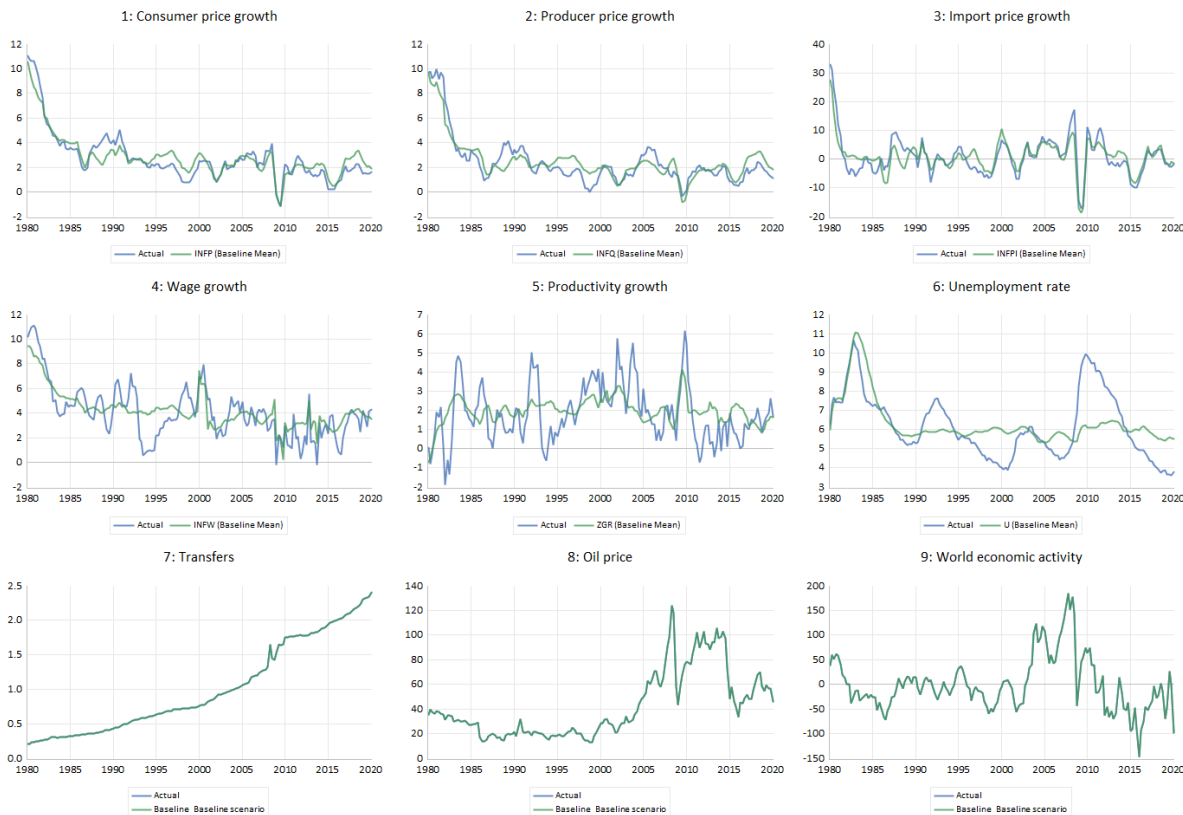 1: Consumer price growth
12
10
8
6
4
2
0
-2
1980 1985 1990 1995 2000 2005 2010 2015 2020
Actual INFP (Baseline Mean)
2: Producer price growth
12
10
8
6
4
2
0
-2
1980 1985 1990 1995 2000 2005 2010 2015 2020
Actual INFQ (Baseline Mean)
3: Import price growth
40
30
20
10
0
-10
-20
1980 1985 1990 1995 2000 2005 2010 2015 2020
Actual INFPI (Baseline Mean)
4: Wage growth
12
10
8
6
4
2
0
-2
1980 1985 1990 1995 2000 2005 2010 2015 2020
Actual INFW (Baseline Mean)
5: Productivity growth
7
6
5
4
3
2
1
0
-1
-2
1980 1985 1990 1995 2000 2005 2010 2015 2020
Actual ZGR (Baseline Mean)
6: Unemployment rate
12
11
10
9
8
7
6
5
4
3
1980 1985 1990 1995 2000 2005 2010 2015 2020
Actual U (Baseline Mean)
7: Transfers
2.5
2.0
1.5
1.0
0.5
0.0
1980 1985 1990 1995 2000 2005 2010 2015 2020
Actual
Baseline Baseline scenario
8: Oil price
140
120
100
80
60
40
20
0
1980 1985 1990 1995 2000 2005 2010 2015 2020
Actual
Baseline Baseline scenario
9: World economic activity
200
150
100
50
0
-50
-100
-150
1980 1985 1990 1995 2000 2005 2010 2015 2020
Actual
Baseline Baseline scenario